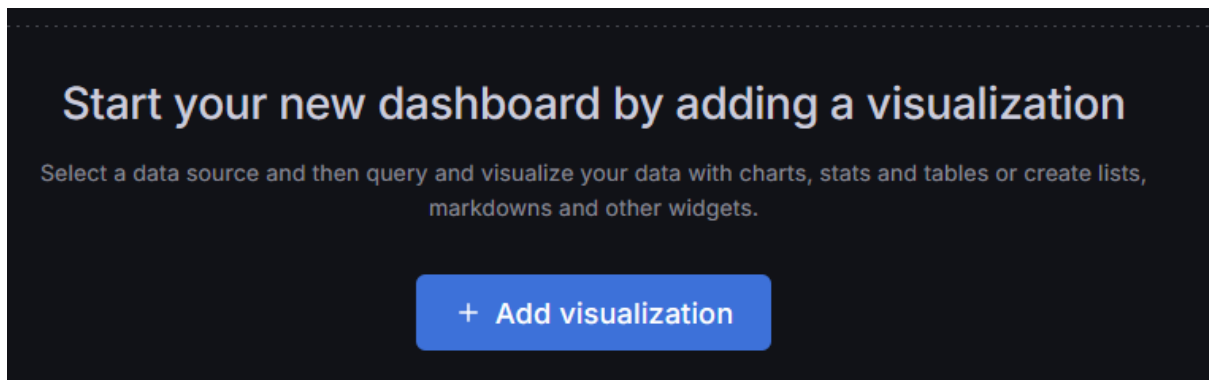 Start your new dashboard by adding a visualization
Select a data source and then query and visualize your data with charts, stats and tables or create lists,
markdowns and other widgets.
+ Add visualization